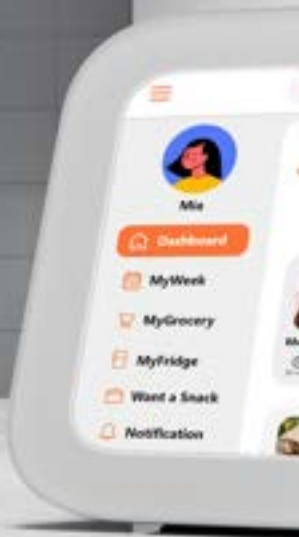 Mia
Dashboard
MyWeek
MyGrocery
MyFridge
Want a Snack
Notification